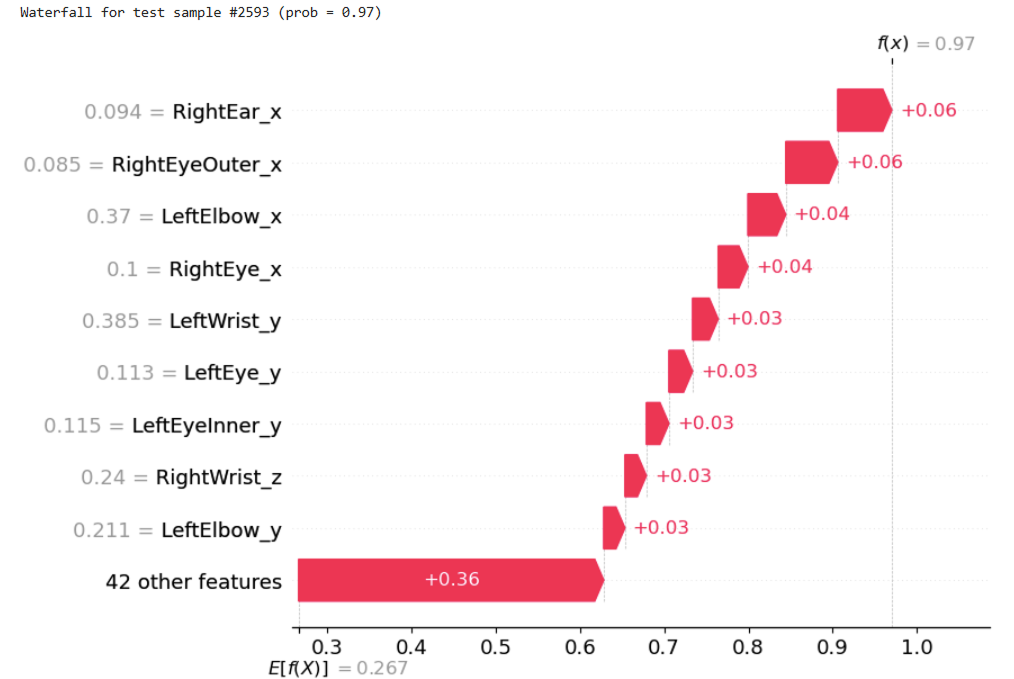 Waterfall for test sample #2593 (prob = 0.97)
f(x) = 0.97
0.094 = RightEar_x +0.06
0.085 = RightEyeOuter_x +0.06
0.37 = LeftElbow_x +0.04
0.1 = RightEye_x +0.04
0.385 = LeftWrist_y +0.03
0.113 = LeftEye_y +0.03
0.115 = LeftEyeInner_y +0.03
0.24 = RightWrist_z +0.03
0.211 = LeftElbow_y +0.03
42 other features +0.36
0.3 0.4 0.5 0.6 0.7 0.8 0.9 1.0
E[f(X)] = 0.267